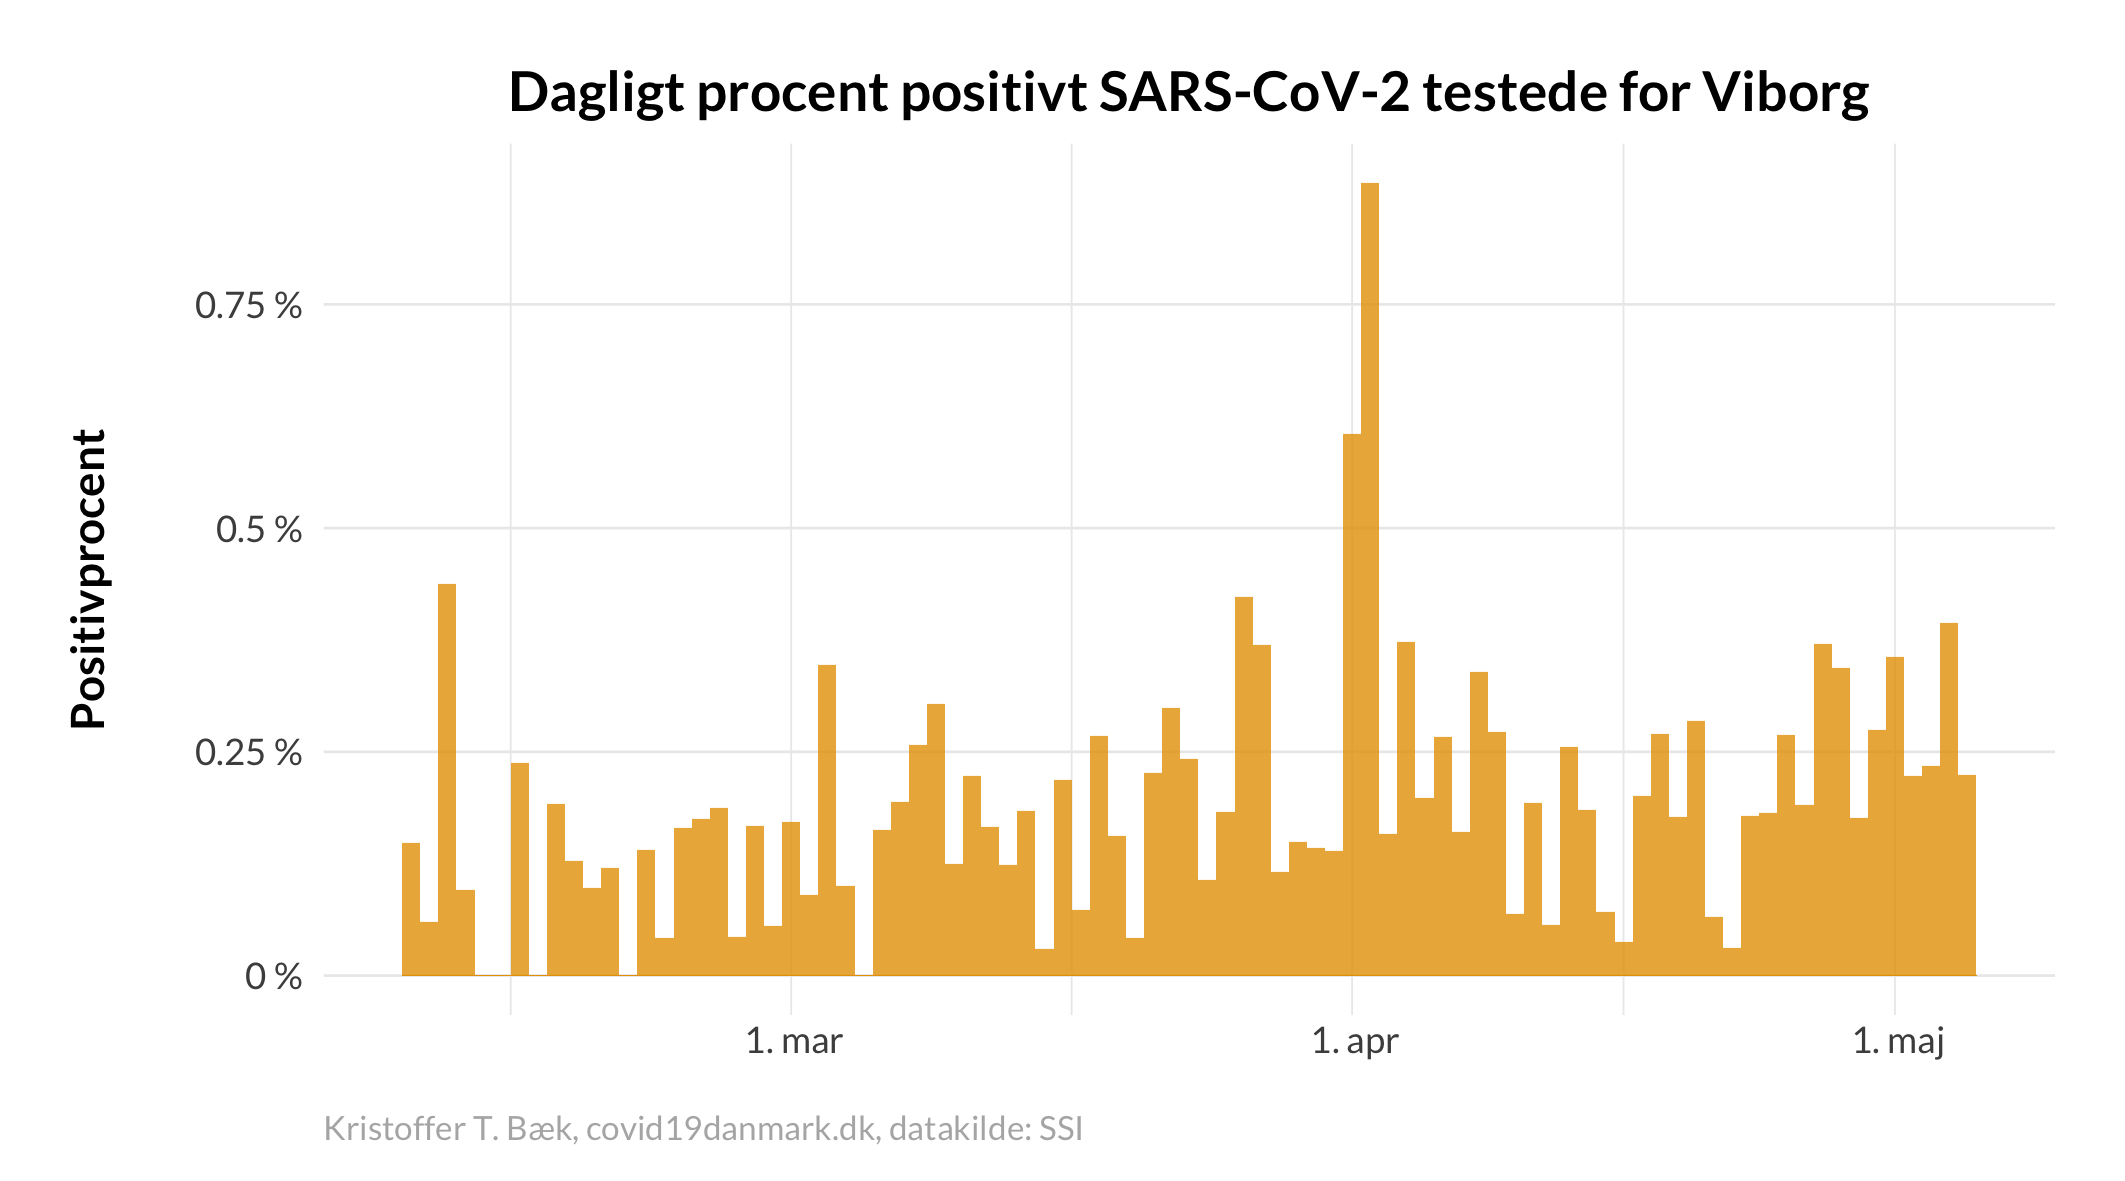 Dagligt procent positivt SARS-CoV-2 testede for Viborg
Positivprocent
0.75 %
0.5 %
0.25 %
0 %
1. mar
1. apr
1. maj
Kristoffer T. Bæk, covid19danmark.dk, datakilde: SSI